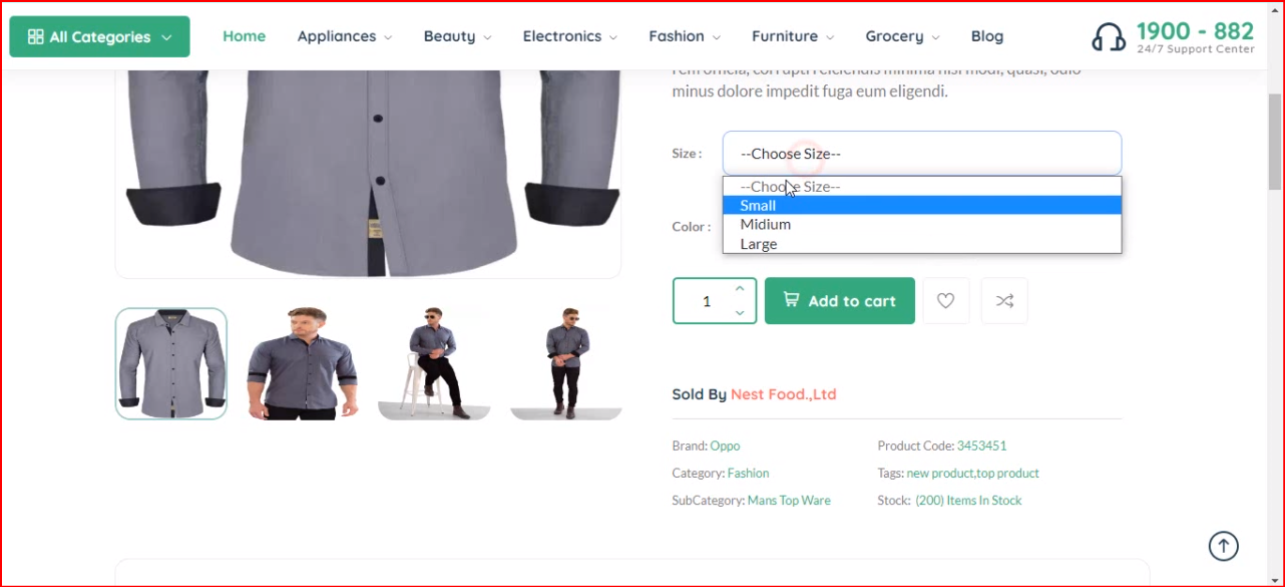 All Categories Home Appliances Beauty Electronics Fashion Furniture Grocery Blog 1900 - 882
24/7 Support Center
minus dolore impedit fuga eum eligendi.
Size : --Choose Size--
--Choose Size--
Small
Midium
Large
Color :
1 Add to cart
Sold By Nest Food.,Ltd
Brand: Oppo Product Code: 3453451
Category: Fashion Tags: new product,top product
SubCategory: Mans Top Ware Stock: (200) Items In Stock